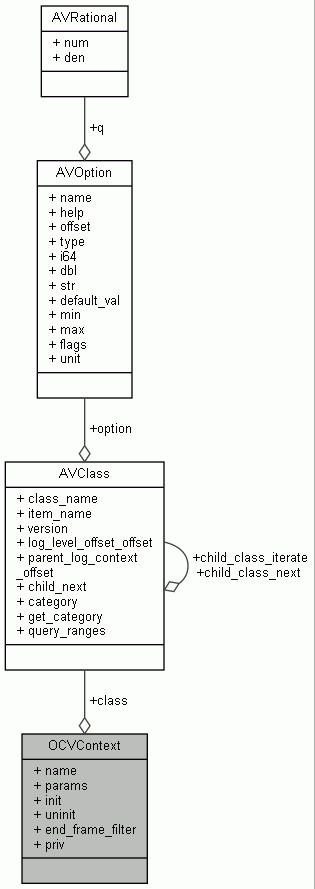 AVRational
+ num
+ den
+q
AVOption
+ name
+ help
+ offset
+ type
+ i64
+ dbl
+ str
+ default_val
+ min
+ max
+ flags
+ unit
+option
AVClass
+ class_name
+ item_name
+ version
+ log_level_offset_offset
+ parent_log_context
_offset
+ child_next
+ category
+ get_category
+ query_ranges
+child_class_iterate
+child_class_next
+class
OCVContext
+ name
+ params
+ init
+ uninit
+ end_frame_filter
+ priv